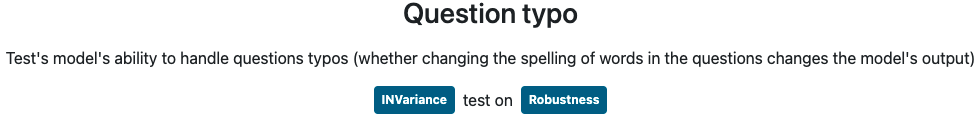 Question typo
Test's model's ability to handle questions typos (whether changing the spelling of words in the questions changes the model's output)
INVariance test on Robustness